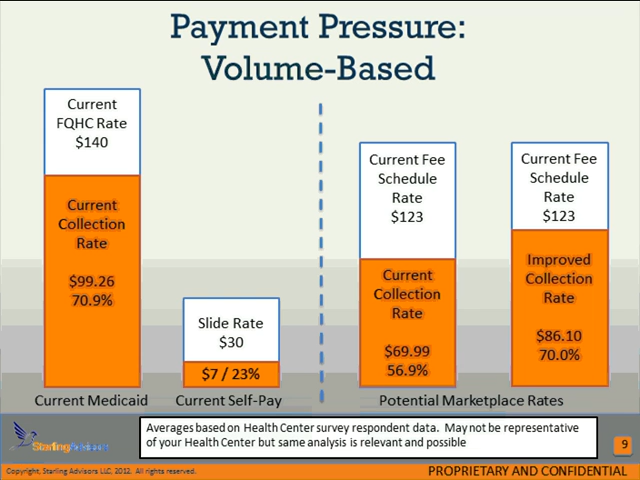 Payment Pressure:
Volume-Based
Current
FQHC Rate
$140
Current
Collection
Rate
$99.26
70.9%
Slide Rate
$30
$7 / 23%
Current Fee
Schedule
Rate
$123
Current
Collection
Rate
$69.99
56.9%
Current Fee
Schedule
Rate
$123
Improved
Collection
Rate
$86.10
70.0%
Current Medicaid
Current Self-Pay
Potential Marketplace Rates
StarlingAdvisors
Averages based on Health Center survey respondent data.  May not be representative
of your Health Center but same analysis is relevant and possible
9
Copyright. Starling Advisors LLC, 2012. All rights reserved.
PROPRIETARY AND CONFIDENTIAL